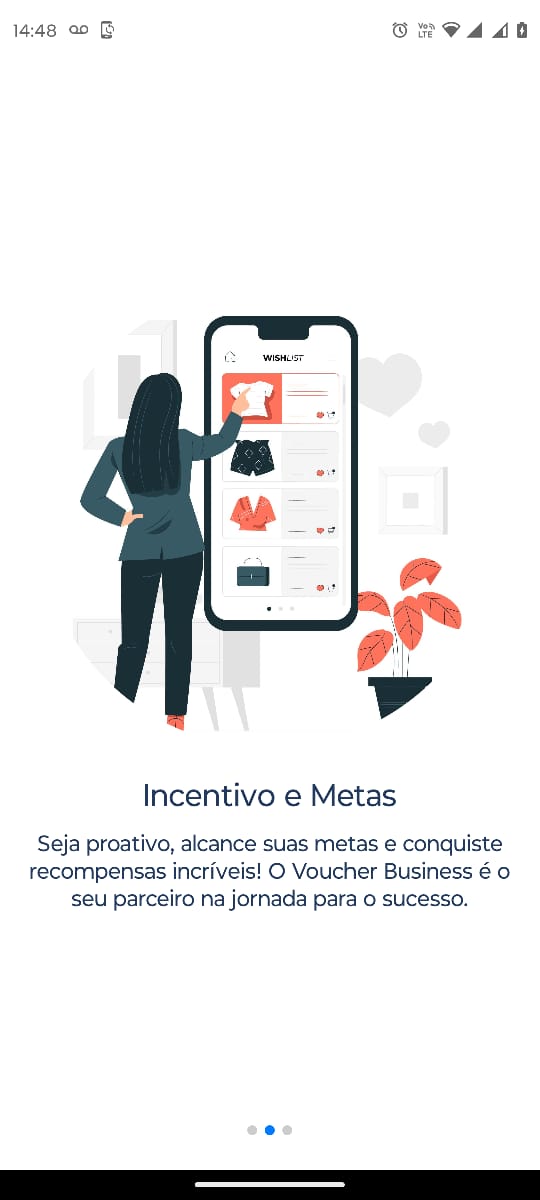 14:48
Vo))
LTE
WISHLIST
Incentivo e Metas
Seja proativo, alcance suas metas e conquiste
recompensas incríveis! O Voucher Business é o
seu parceiro na jornada para o sucesso.